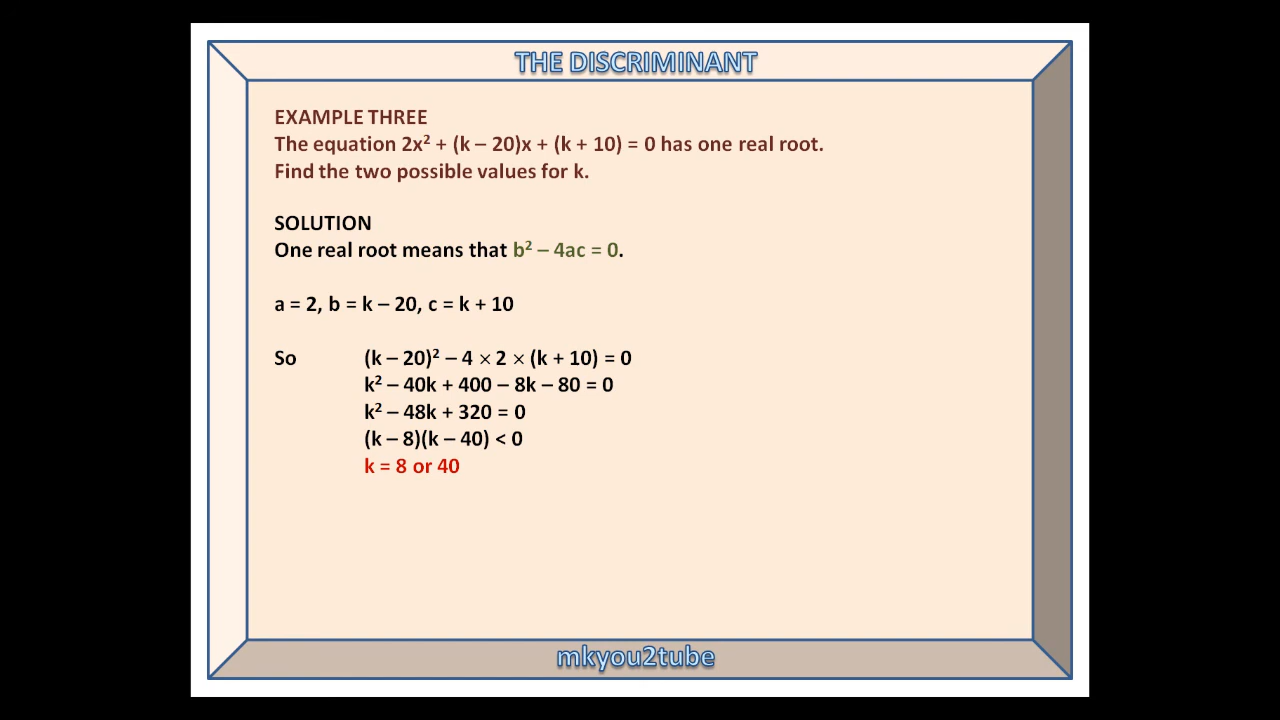 THE DISCRIMINANT
EXAMPLE THREE
The equation 2x² + (k – 20)x + (k + 10) = 0 has one real root.
Find the two possible values for k.
SOLUTION
One real root means that b² – 4ac = 0.
a = 2, b = k – 20, c = k + 10
So (k – 20)² – 4 × 2 × (k + 10) = 0
k² – 40k + 400 – 8k – 80 = 0
k² – 48k + 320 = 0
(k – 8)(k – 40) < 0
k = 8 or 40
mkyou2tube